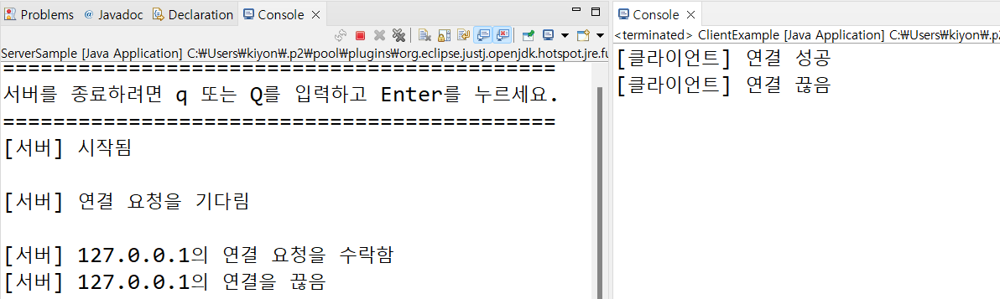 Problems @ Javadoc Declaration Console
ServerSample [Java Application] C:₩Users₩kiyon₩.p2₩pool₩plugins₩org.eclipse.justj.openjdk.hotspot.jre.fu
=============================================
서버를 종료하려면 q 또는 Q를 입력하고 Enter를 누르세요.
=============================================
[서버] 시작됨
[서버] 연결 요청을 기다림
[서버] 127.0.0.1의 연결 요청을 수락함
[서버] 127.0.0.1의 연결을 끊음
Console
<terminated> ClientExample [Java Application] C:₩Users₩kiyon₩.p2
[클라이언트] 연결 성공
[클라이언트] 연결 끊음